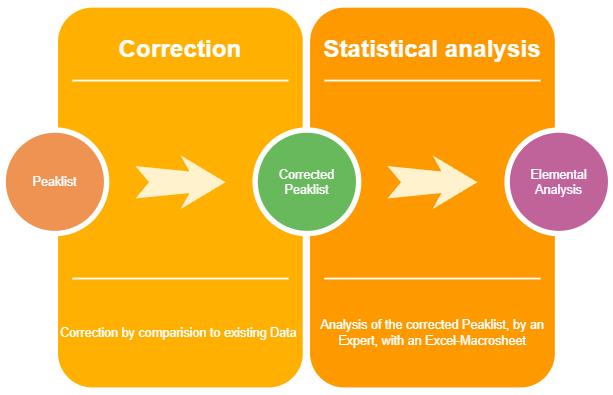 Correction
Statistical analysis
Peaklist
Corrected
Peaklist
Elemental
Analysis
Correction by comparision to existing Data
Analysis of the corrected Peaklist, by an
Expert, with an Excel-Macrosheet